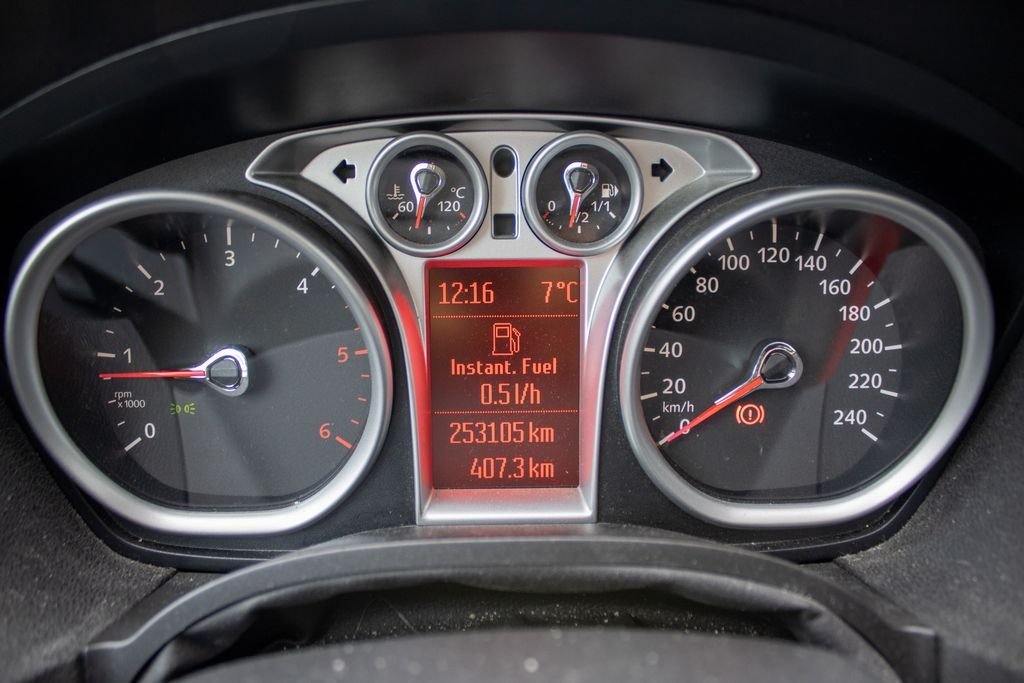 °C
60 120
0 1/2 1/1
12:16 7°C
Instant. Fuel
0.5l/h
253105 km
407.3 km
0 1 2 3 4 5 6
rpm
x1000
0 20 40 60 80 100 120 140 160 180 200 220 240
km/h